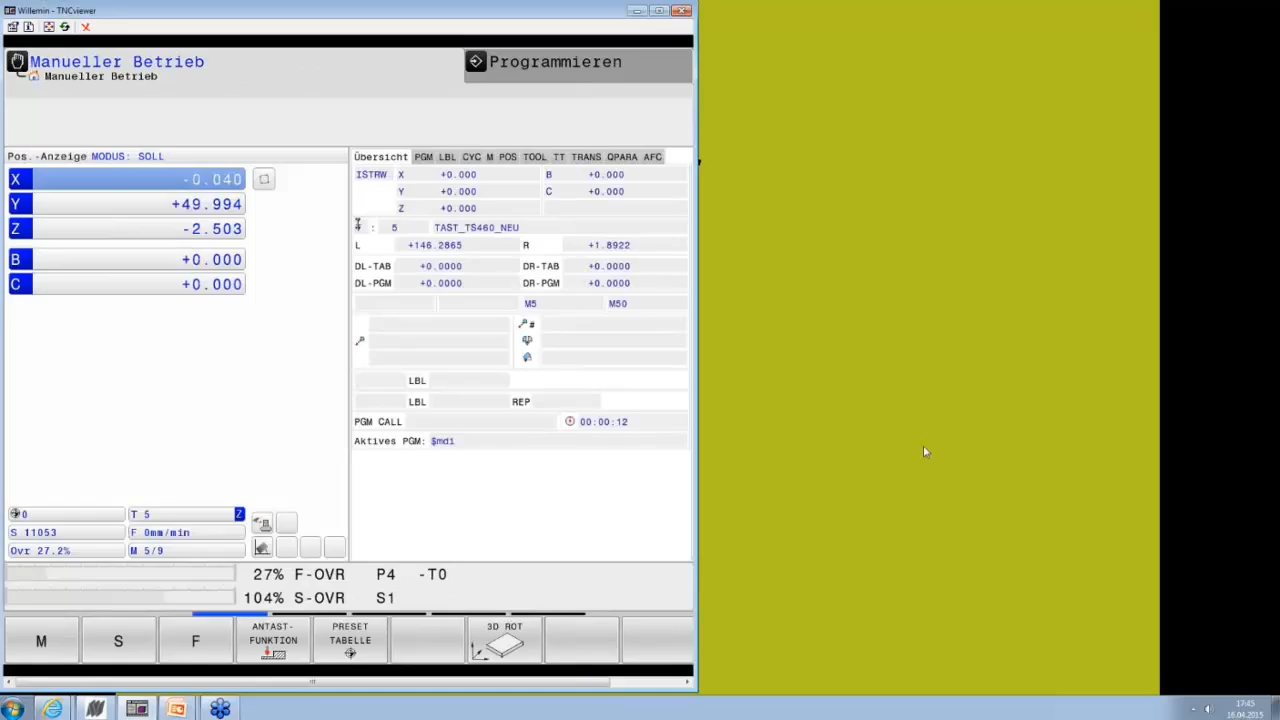 Willemin - TNCviewer
Manueller Betrieb
Manueller Betrieb
Programmieren
Pos.-Anzeige MODUS: SOLL
X -0.040
Y +49.994
Z -2.503
B +0.000
C +0.000
Übersicht PGM LBL CYC M POS TOOL TT TRANS QPARA AFC
ISTRW X +0.000 B +0.000
Y +0.000 C +0.000
Z +0.000
: 5 TAST_TS460_NEU
L +146.2865 R +1.8922
DL-TAB +0.0000 DR-TAB +0.0000
DL-PGM +0.0000 DR-PGM +0.0000
M5 M50
#
LBL
LBL REP
PGM CALL 00:00:12
Aktives PGM: $mdi
0 T 5 Z
S 11053 F 0mm/min
Ovr 27.2% M 5/9
27% F-OVR P4 -T0
104% S-OVR S1
M
S
F
ANTAST-
FUNKTION
PRESET
TABELLE
3D ROT
17:45
16.04.2015